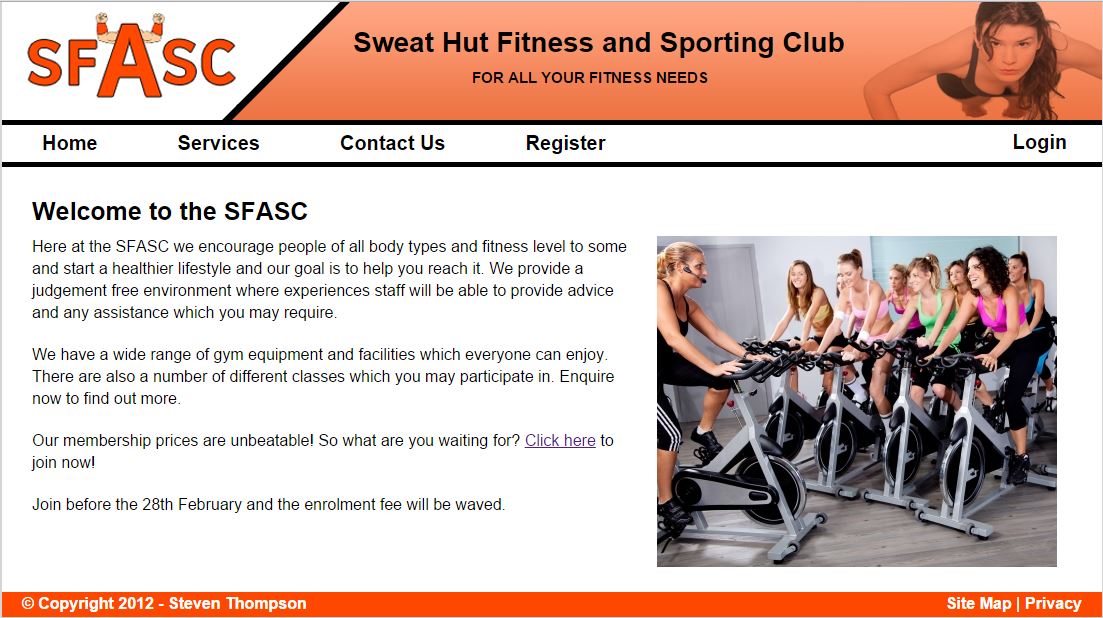 SFASC
Sweat Hut Fitness and Sporting Club
FOR ALL YOUR FITNESS NEEDS
Home Services Contact Us Register Login
Welcome to the SFASC
Here at the SFASC we encourage people of all body types and fitness level to some
and start a healthier lifestyle and our goal is to help you reach it. We provide a
judgement free environment whe experiences staff will be able to provide advice
and any assistance which you may require.
We have a wide range of gym equipment and facilities which everyone can enjoy.
There are also a number of different classes which you may participate in. Enquire
now to find out more.
Our membership prices are unbeatable! So what are you waiting for? Click here to
join now!
Join before the 28th February and the enrolment fee will be waved.
© Copyright 2012 - Steven Thompson
Site Map | Privacy